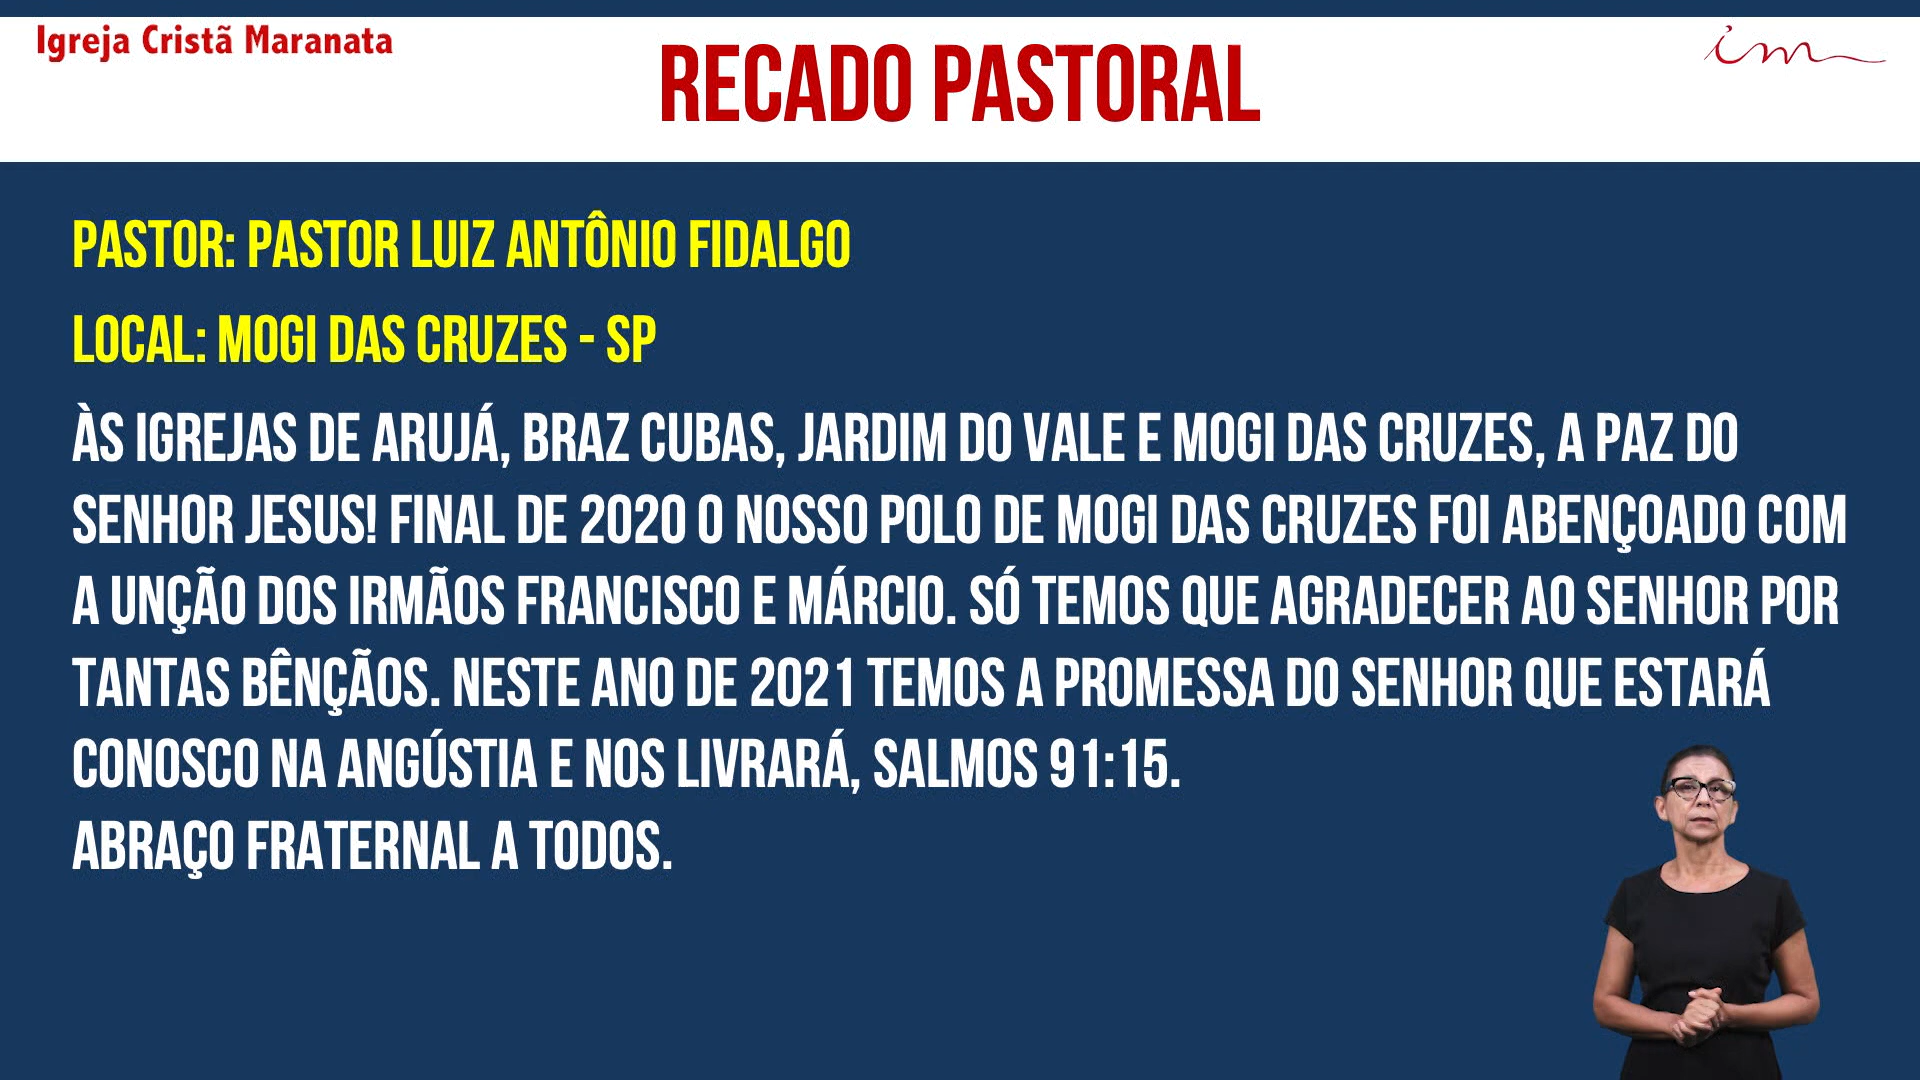 Igreja Cristã Maranata
RECADO PASTORAL
im
PASTOR: PASTOR LUIZ ANTÔNIO FIDALGO
LOCAL: MOGI DAS CRUZES - SP
ÀS IGREJAS DE ARUJÁ, BRAZ CUBAS, JARDIM DO VALE E MOGI DAS CRUZES, A PAZ DO
SENHOR JESUS! FINAL DE 2020 O NOSSO POLO DE MOGI DAS CRUZES FOI ABENÇOADO COM
A UNÇÃO DOS IRMÃOS FRANCISCO E MÁRCIO. SÓ TEMOS QUE AGRADECER AO SENHOR POR
TANTAS BÊNÇÃOS. NESTE ANO DE 2021 TEMOS A PROMESSA DO SENHOR QUE ESTARÁ
CONOSCO NA ANGÚSTIA E NOS LIVRARÁ, SALMOS 91:15.
ABRAÇO FRATERNAL A TODOS.